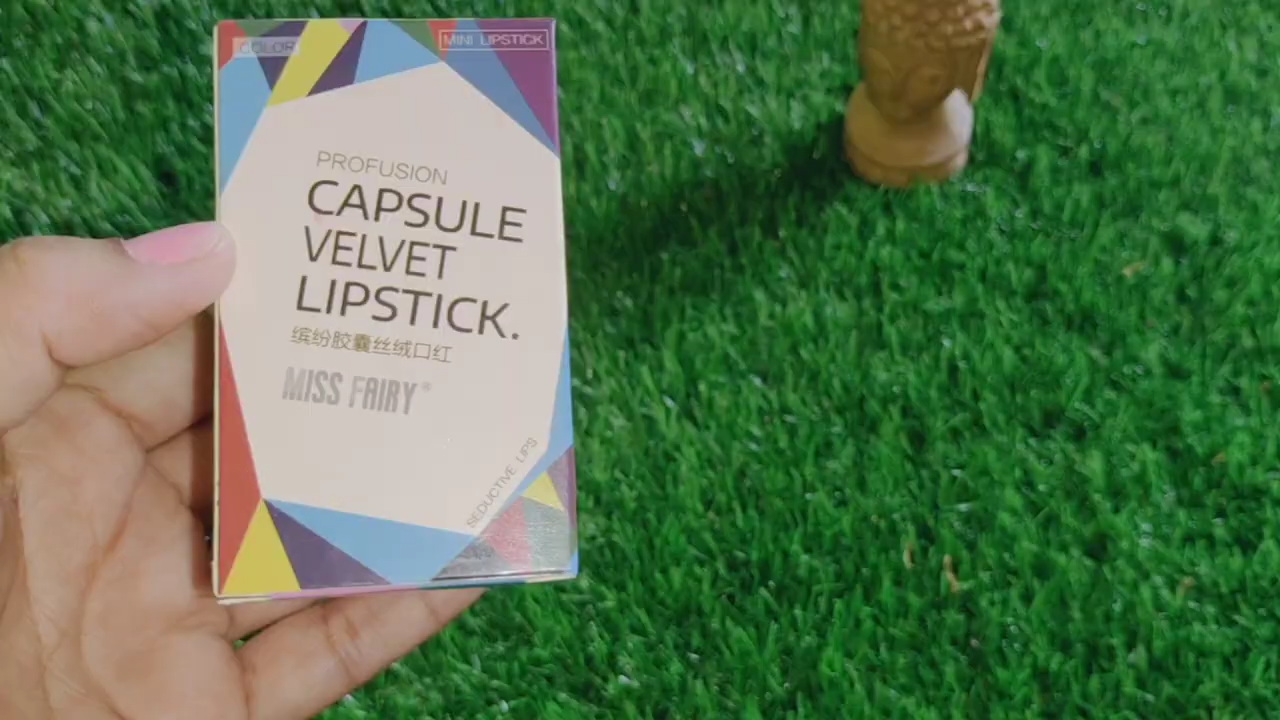 COLOR
MINI LIPSTICK
PROFUSION
CAPSULE
VELVET
LIPSTICK.
缤纷胶囊丝绒口红
MISS FAIRY®
SEDUCTIVE LIPS